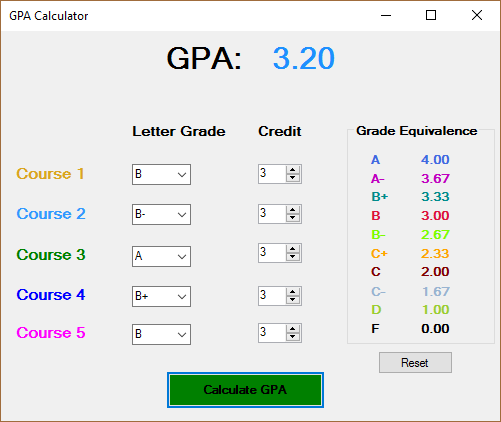 GPA Calculator
GPA: 3.20
Letter Grade Credit Grade Equivalence
A 4.00
Course 1 B 3
A- 3.67
B+ 3.33
Course 2 B- 3
B 3.00
B- 2.67
Course 3 A 3
C+ 2.33
C 2.00
Course 4 B+ 3
C- 1.67
D 1.00
Course 5 B 3
F 0.00
Reset
Calculate GPA